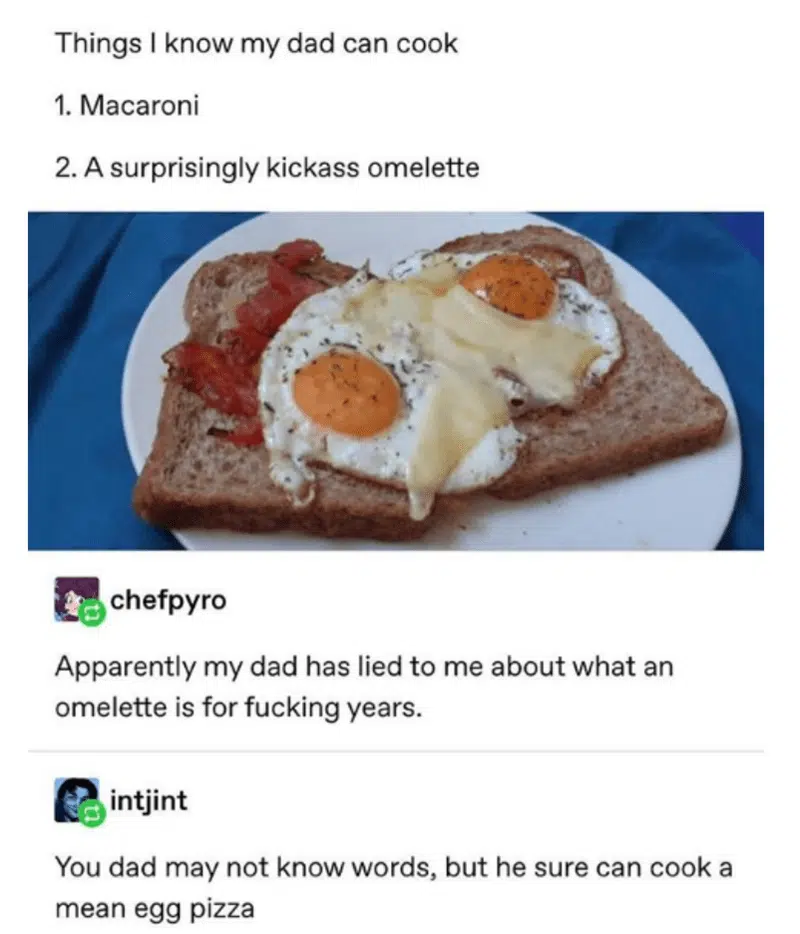 Things I know my dad can cook
1. Macaroni
2. A surprisingly kickass omelette
chefpyro
Apparently my dad has lied to me about what an
omelette is for fucking years.
intjint
You dad may not know words, but he sure can cook a
mean egg pizza